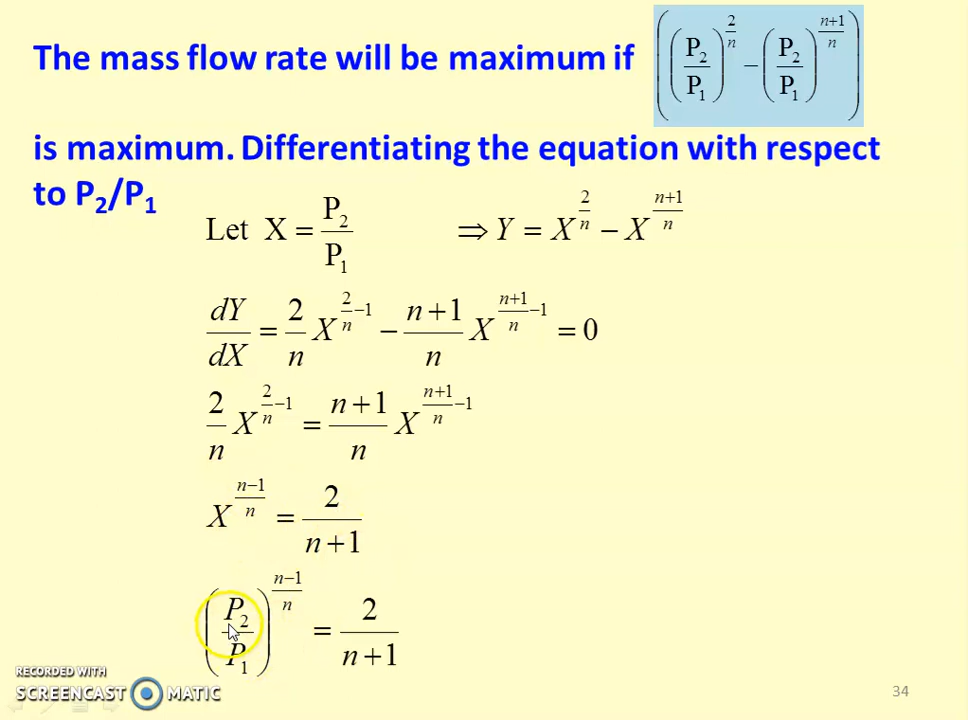 The mass flow rate will be maximum if ((P₂/P₁)^(2/n) − (P₂/P₁)^((n+1)/n))
is maximum. Differentiating the equation with respect
to P₂/P₁
Let X = P₂/P₁ ⇒ Y = X^(2/n) − X^((n+1)/n)
dY/dX = (2/n) X^(2/n −1) − ((n+1)/n) X^((n+1)/n −1) = 0
(2/n) X^(2/n −1) = ((n+1)/n) X^((n+1)/n −1)
X^((n−1)/n) = 2/(n+1)
(P₂/P₁)^((n−1)/n) = 2/(n+1)
RECORDED WITH
SCREENCAST MATIC
34